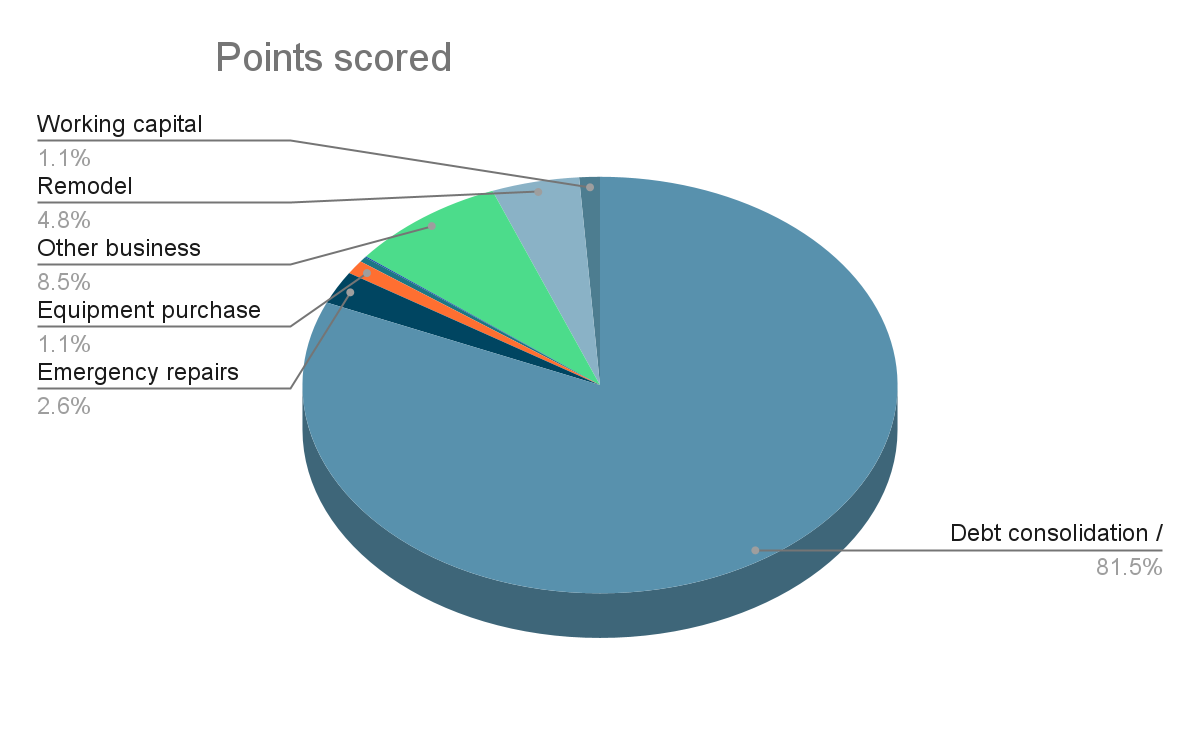 Points scored
Working capital
1.1%
Remodel
4.8%
Other business
8.5%
Equipment purchase
1.1%
Emergency repairs
2.6%
Debt consolidation /
81.5%